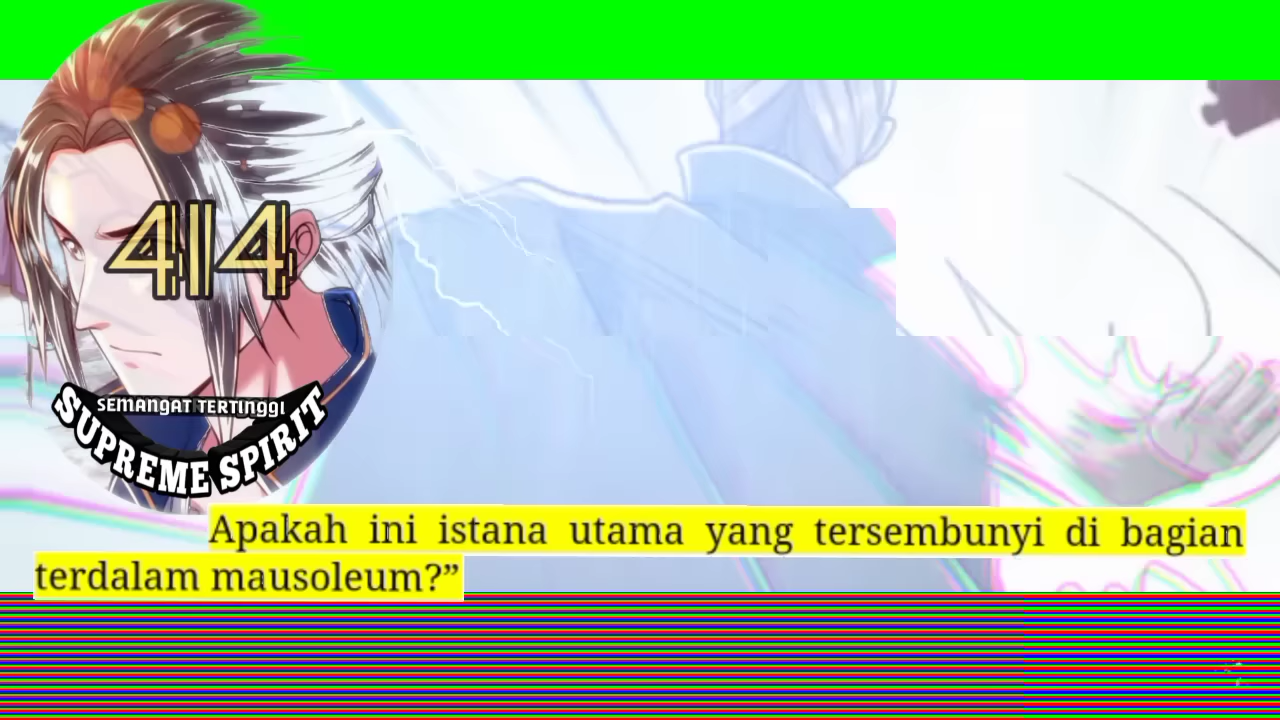 414
SEMANGAT TERTINGGI
SUPREME SPIRIT
Apakah ini istana utama yang tersembunyi di bagian
terdalam mausoleum?”